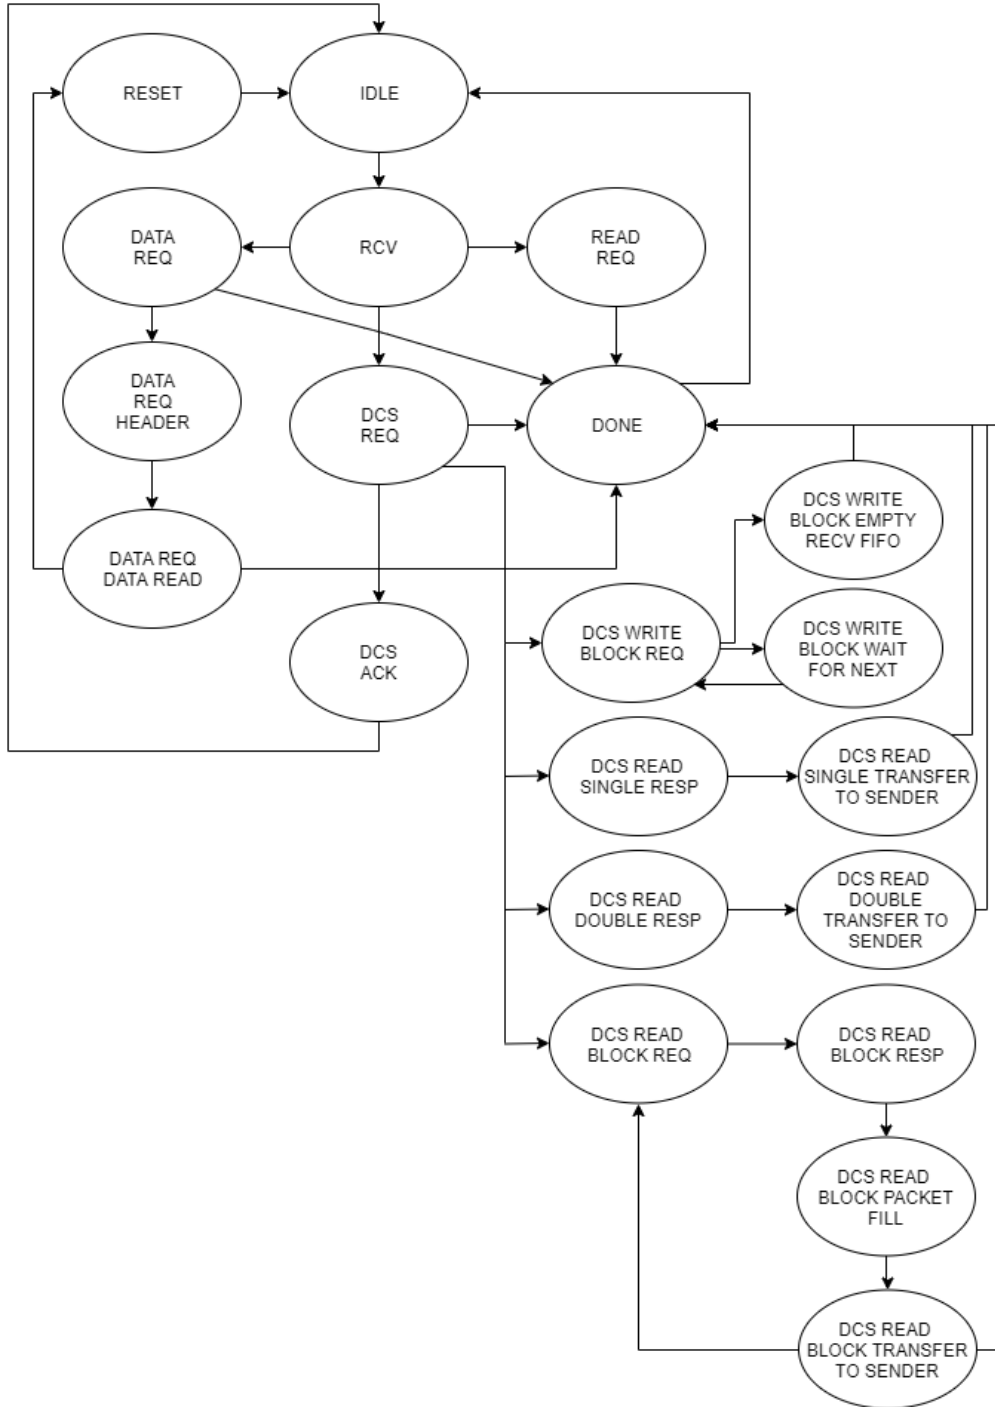 RESET
IDLE
DATA
REQ
RCV
READ
REQ
DATA
REQ
HEADER
DCS
REQ
DONE
DATA REQ
DATA READ
DCS WRITE
BLOCK EMPTY
RECV FIFO
DCS
ACK
DCS WRITE
BLOCK REQ
DCS WRITE
BLOCK WAIT
FOR NEXT
DCS READ
SINGLE RESP
DCS READ
SINGLE TRANSFER
TO SENDER
DCS READ
DOUBLE RESP
DCS READ
DOUBLE
TRANSFER TO
SENDER
DCS READ
BLOCK REQ
DCS READ
BLOCK RESP
DCS READ
BLOCK PACKET
FILL
DCS READ
BLOCK TRANSFER
TO SENDER